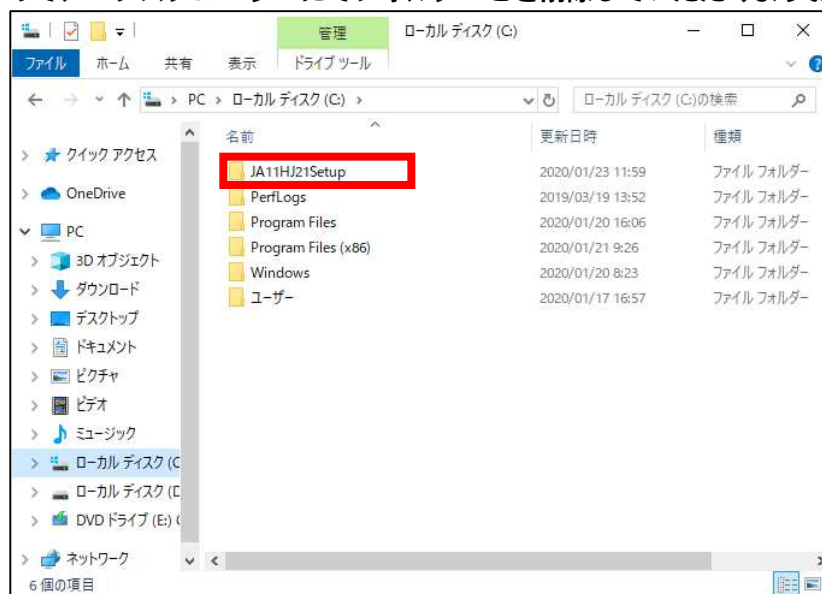 管理
ローカル ディスク (C:)
ファイル ホーム 共有 表示 ドライブ ツール
PC › ローカル ディスク (C:) ›
ローカル ディスク (C:)の検索
名前 更新日時 種類
クイック アクセス
OneDrive
PC
3D オブジェクト
ダウンロード
デスクトップ
ドキュメント
ピクチャ
ビデオ
ミュージック
ローカル ディスク (C
ローカル ディスク (D
DVD ドライブ (E:)
ネットワーク
JA11HJ21Setup 2020/01/23 11:59 ファイル フォルダー
PerfLogs 2019/03/19 13:52 ファイル フォルダー
Program Files 2020/01/20 16:06 ファイル フォルダー
Program Files (x86) 2020/01/21 9:26 ファイル フォルダー
Windows 2020/01/20 8:23 ファイル フォルダー
ユーザー 2020/01/17 16:57 ファイル フォルダー
6 個の項目